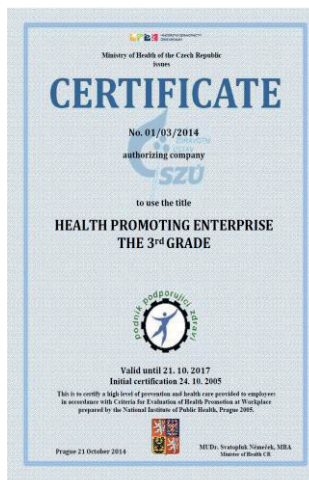 Ministry of Health of the Czech Republic
issues
CERTIFICATE
No. 01/03/2014
authorizing company
SZÚ
to use the title
HEALTH PROMOTING ENTERPRISE
THE 3rd GRADE
podnik podporující zdraví
Valid until 21. 10. 2017
Initial certification 24. 10. 2005
This is to certify a high level of prevention and health care provided to employees
in accordance with Criteria for Evaluation of Health Promotion at Workplace
prepared by the National Institute of Public Health, Prague 2005.
Prague 21 October 2014
MUDr. Svatopluk Němeček, MBA
Minister of Health CR